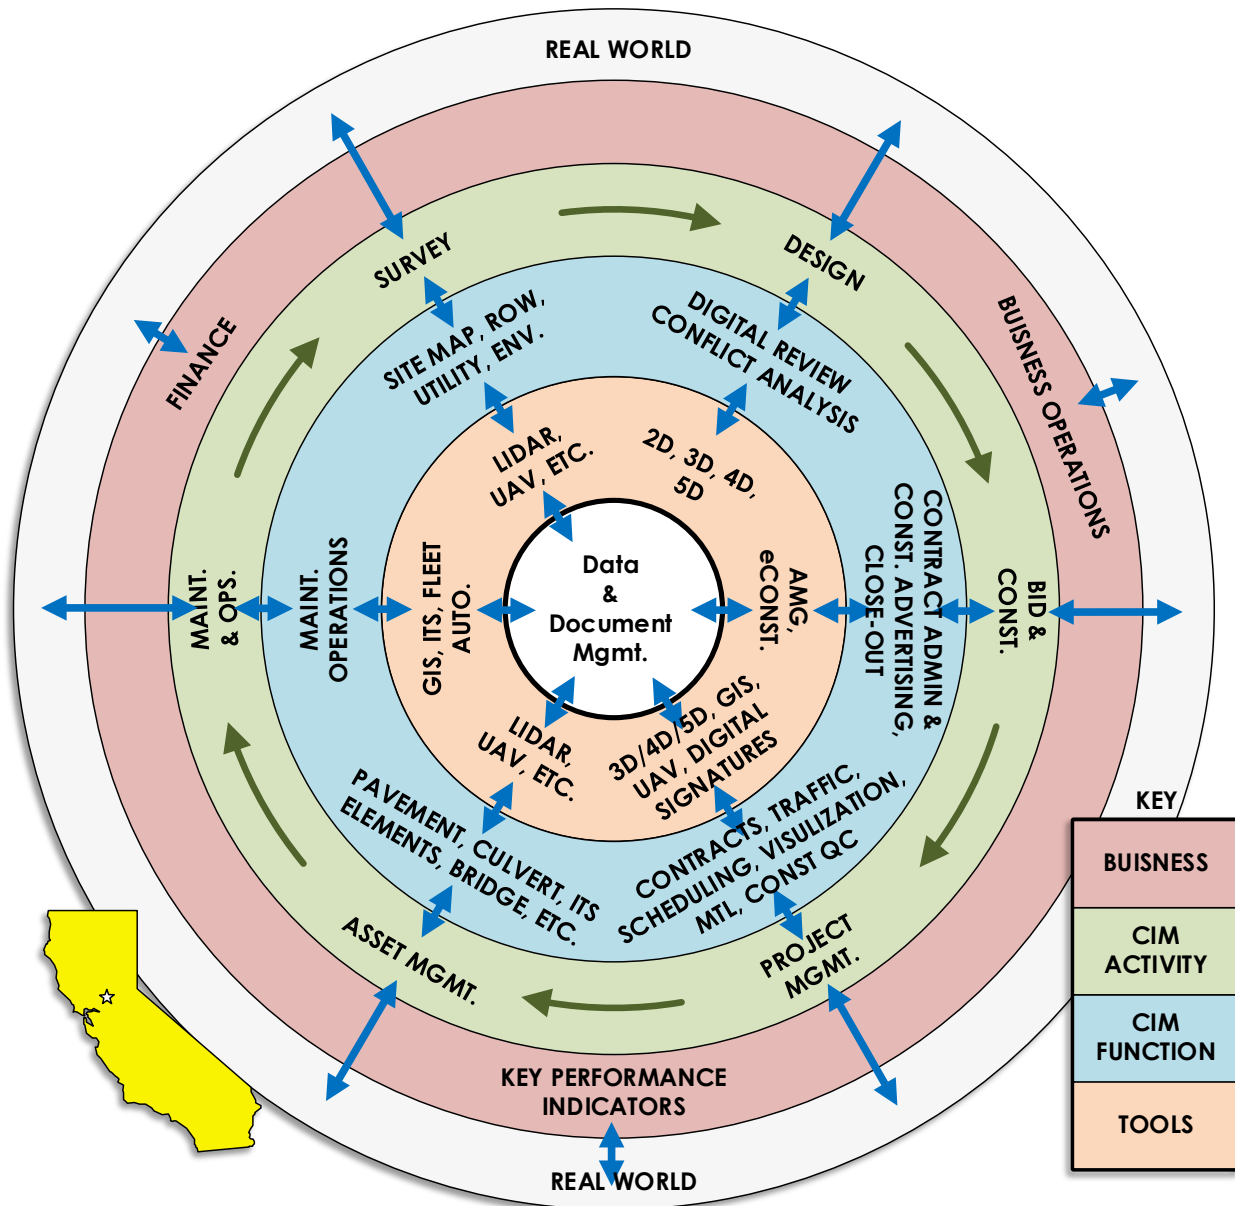 REAL WORLD
SURVEY
DESIGN
FINANCE
BUISNESS OPERATIONS
SITE MAP, ROW,
UTILITY, ENV.
DIGITAL REVIEW
CONFLICT ANALYSIS
LIDAR,
UAV, ETC.
2D, 3D, 4D,
5D
MAINT.
& OPS.
MAINT.
OPERATIONS
GIS, ITS, FLEET
AUTO.
Data
&
Document
Mgmt.
AMG,
eCONST.
CONTRACT ADMIN &
CONST. ADVERTISING,
CLOSE-OUT
BID &
CONST.
LIDAR,
UAV, ETC.
3D/4D/5D, GIS,
UAV, DIGITAL
SIGNATURES
PAVEMENT, CULVERT, ITS
ELEMENTS, BRIDGE, ETC.
CONTRACTS, TRAFFIC,
SCHEDULING, VISULIZATION,
MTL, CONST QC
ASSET MGMT.
PROJECT
MGMT.
KEY PERFORMANCE
INDICATORS
REAL WORLD
KEY
BUISNESS
CIM
ACTIVITY
CIM
FUNCTION
TOOLS